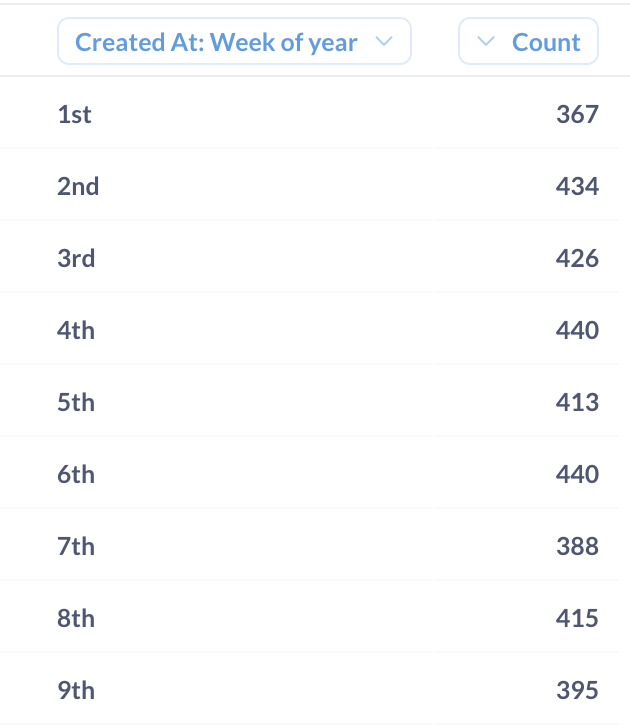 Created At: Week of year Count
1st 367
2nd 434
3rd 426
4th 440
5th 413
6th 440
7th 388
8th 415
9th 395